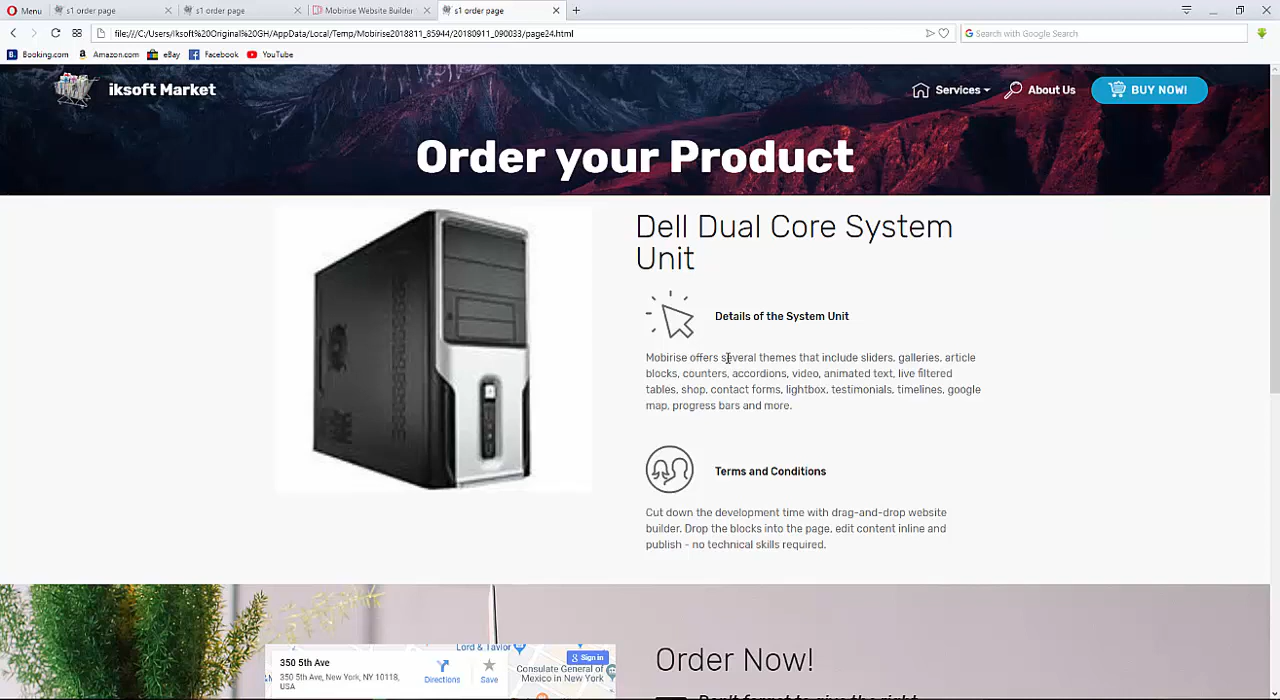 Menu
s1 order page
s1 order page
Mobirise Website Builder
s1 order page
file:///C:/Users/Iksoft%20Original%20GH/AppData/Local/Temp/Mobirise2018811_85944/20180911_090033/page24.html
Search with Google Search
Booking.com
Amazon.com
eBay
Facebook
YouTube
iksoft Market
Services
About Us
BUY NOW!
Order your Product
Dell Dual Core System
Unit
Details of the System Unit
Mobirise offers several themes that include sliders, galleries, article
blocks, counters, accordions, video, animated text, live filtered
tables, shop, contact forms, lightbox, testimonials, timelines, google
map, progress bars and more.
Terms and Conditions
Cut down the development time with drag-and-drop website
builder. Drop the blocks into the page, edit content inline and
publish - no technical skills required.
Lord & Taylor
350 5th Ave
350 5th Ave, New York, NY 10118,
USA
Directions
Save
Sign in
Consulate General of
Mexico in New York
Order Now!
Don't forget to give the right